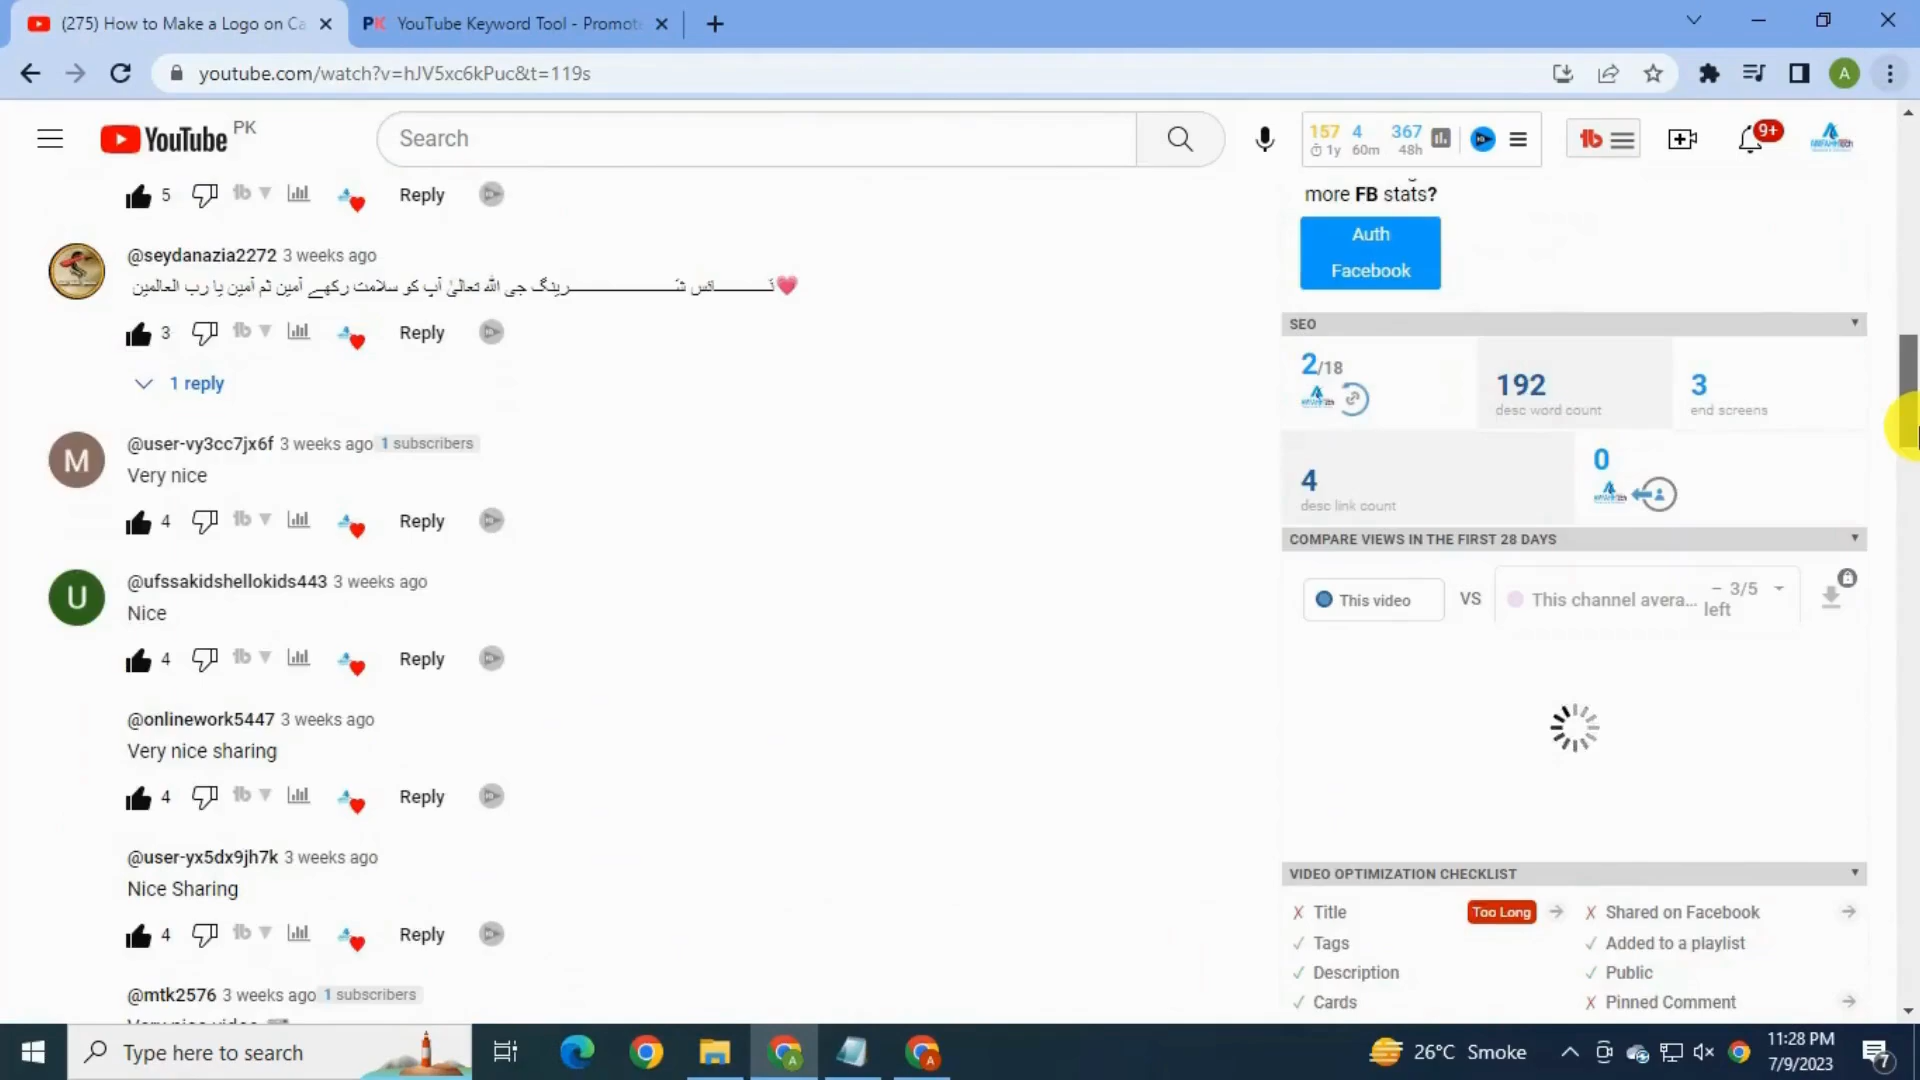 (275) How to Make a Logo on Ca
YouTube Keyword Tool - Promot
youtube.com/watch?v=hJV5xc6kPuc&t=119s
A
YouTube PK
Search
157 4 367
1y 60m 48h
9+
5 Reply
@seydanazia2272 3 weeks ago
نَـــــــائس شـــــــــــــــــرینگ جی اللہ تعالیٰ آپ کو سلامت رکھے آمین ثم آمین یا رب العالمین
3 Reply
1 reply
M
@user-vy3cc7jx6f 3 weeks ago 1 subscribers
Very nice
4 Reply
U
@ufssakidshellokids443 3 weeks ago
Nice
4 Reply
@onlinework5447 3 weeks ago
Very nice sharing
4 Reply
@user-yx5dx9jh7k 3 weeks ago
Nice Sharing
4 Reply
@mtk2576 3 weeks ago 1 subscribers
more FB stats?
Auth
Facebook
SEO
2/18
192
desc word count
3
end screens
4
desc link count
0
COMPARE VIEWS IN THE FIRST 28 DAYS
This video VS This channel avera... – 3/5
left
VIDEO OPTIMIZATION CHECKLIST
X Title Too Long
✓ Tags
✓ Description
✓ Cards
X Shared on Facebook
✓ Added to a playlist
✓ Public
X Pinned Comment
Type here to search
26°C Smoke
11:28 PM
7/9/2023
7